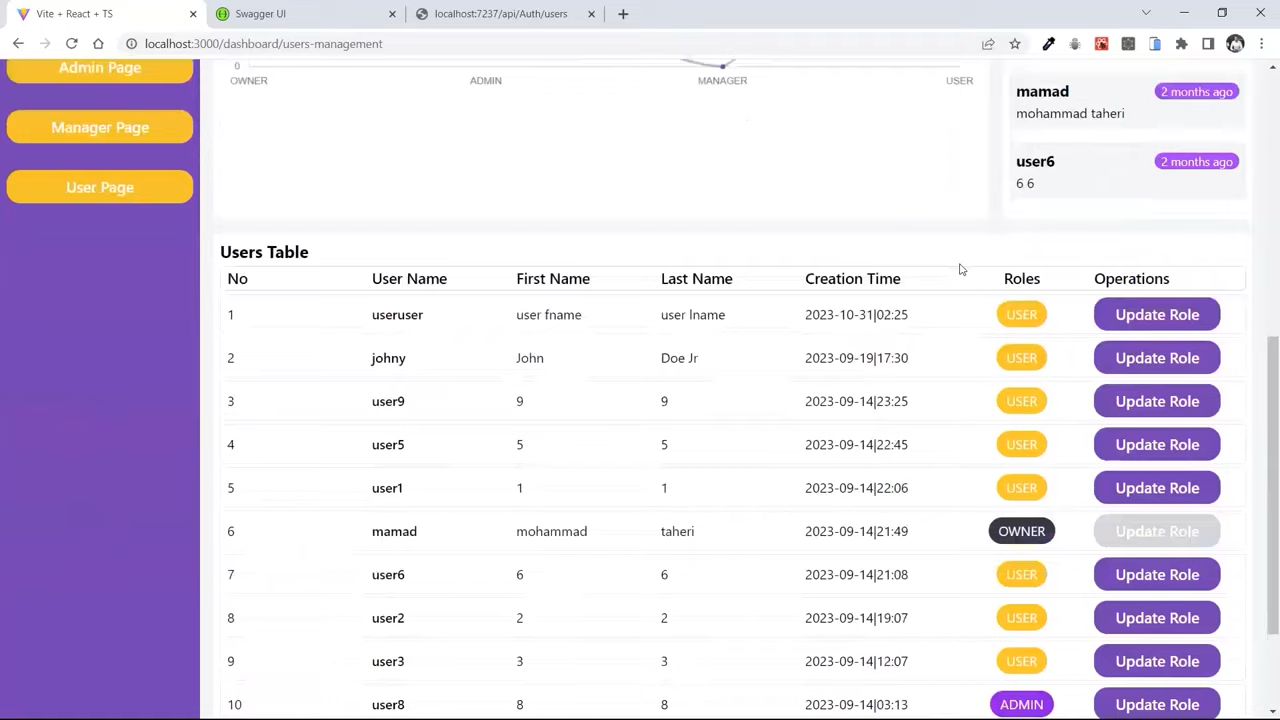 Vite + React + TS
Swagger UI
localhost:7237/api/Auth/users
localhost:3000/dashboard/users-management
Admin Page
Manager Page
User Page
0
OWNER ADMIN MANAGER USER
mamad 2 months ago
mohammad taheri
user6 2 months ago
6 6
Users Table
No User Name First Name Last Name Creation Time Roles Operations
1 useruser user fname user lname 2023-10-31|02:25 USER Update Role
2 johny John Doe Jr 2023-09-19|17:30 USER Update Role
3 user9 9 9 2023-09-14|23:25 USER Update Role
4 user5 5 5 2023-09-14|22:45 USER Update Role
5 user1 1 1 2023-09-14|22:06 USER Update Role
6 mamad mohammad taheri 2023-09-14|21:49 OWNER Update Role
7 user6 6 6 2023-09-14|21:08 USER Update Role
8 user2 2 2 2023-09-14|19:07 USER Update Role
9 user3 3 3 2023-09-14|12:07 USER Update Role
10 user8 8 8 2023-09-14|03:13 ADMIN Update Role